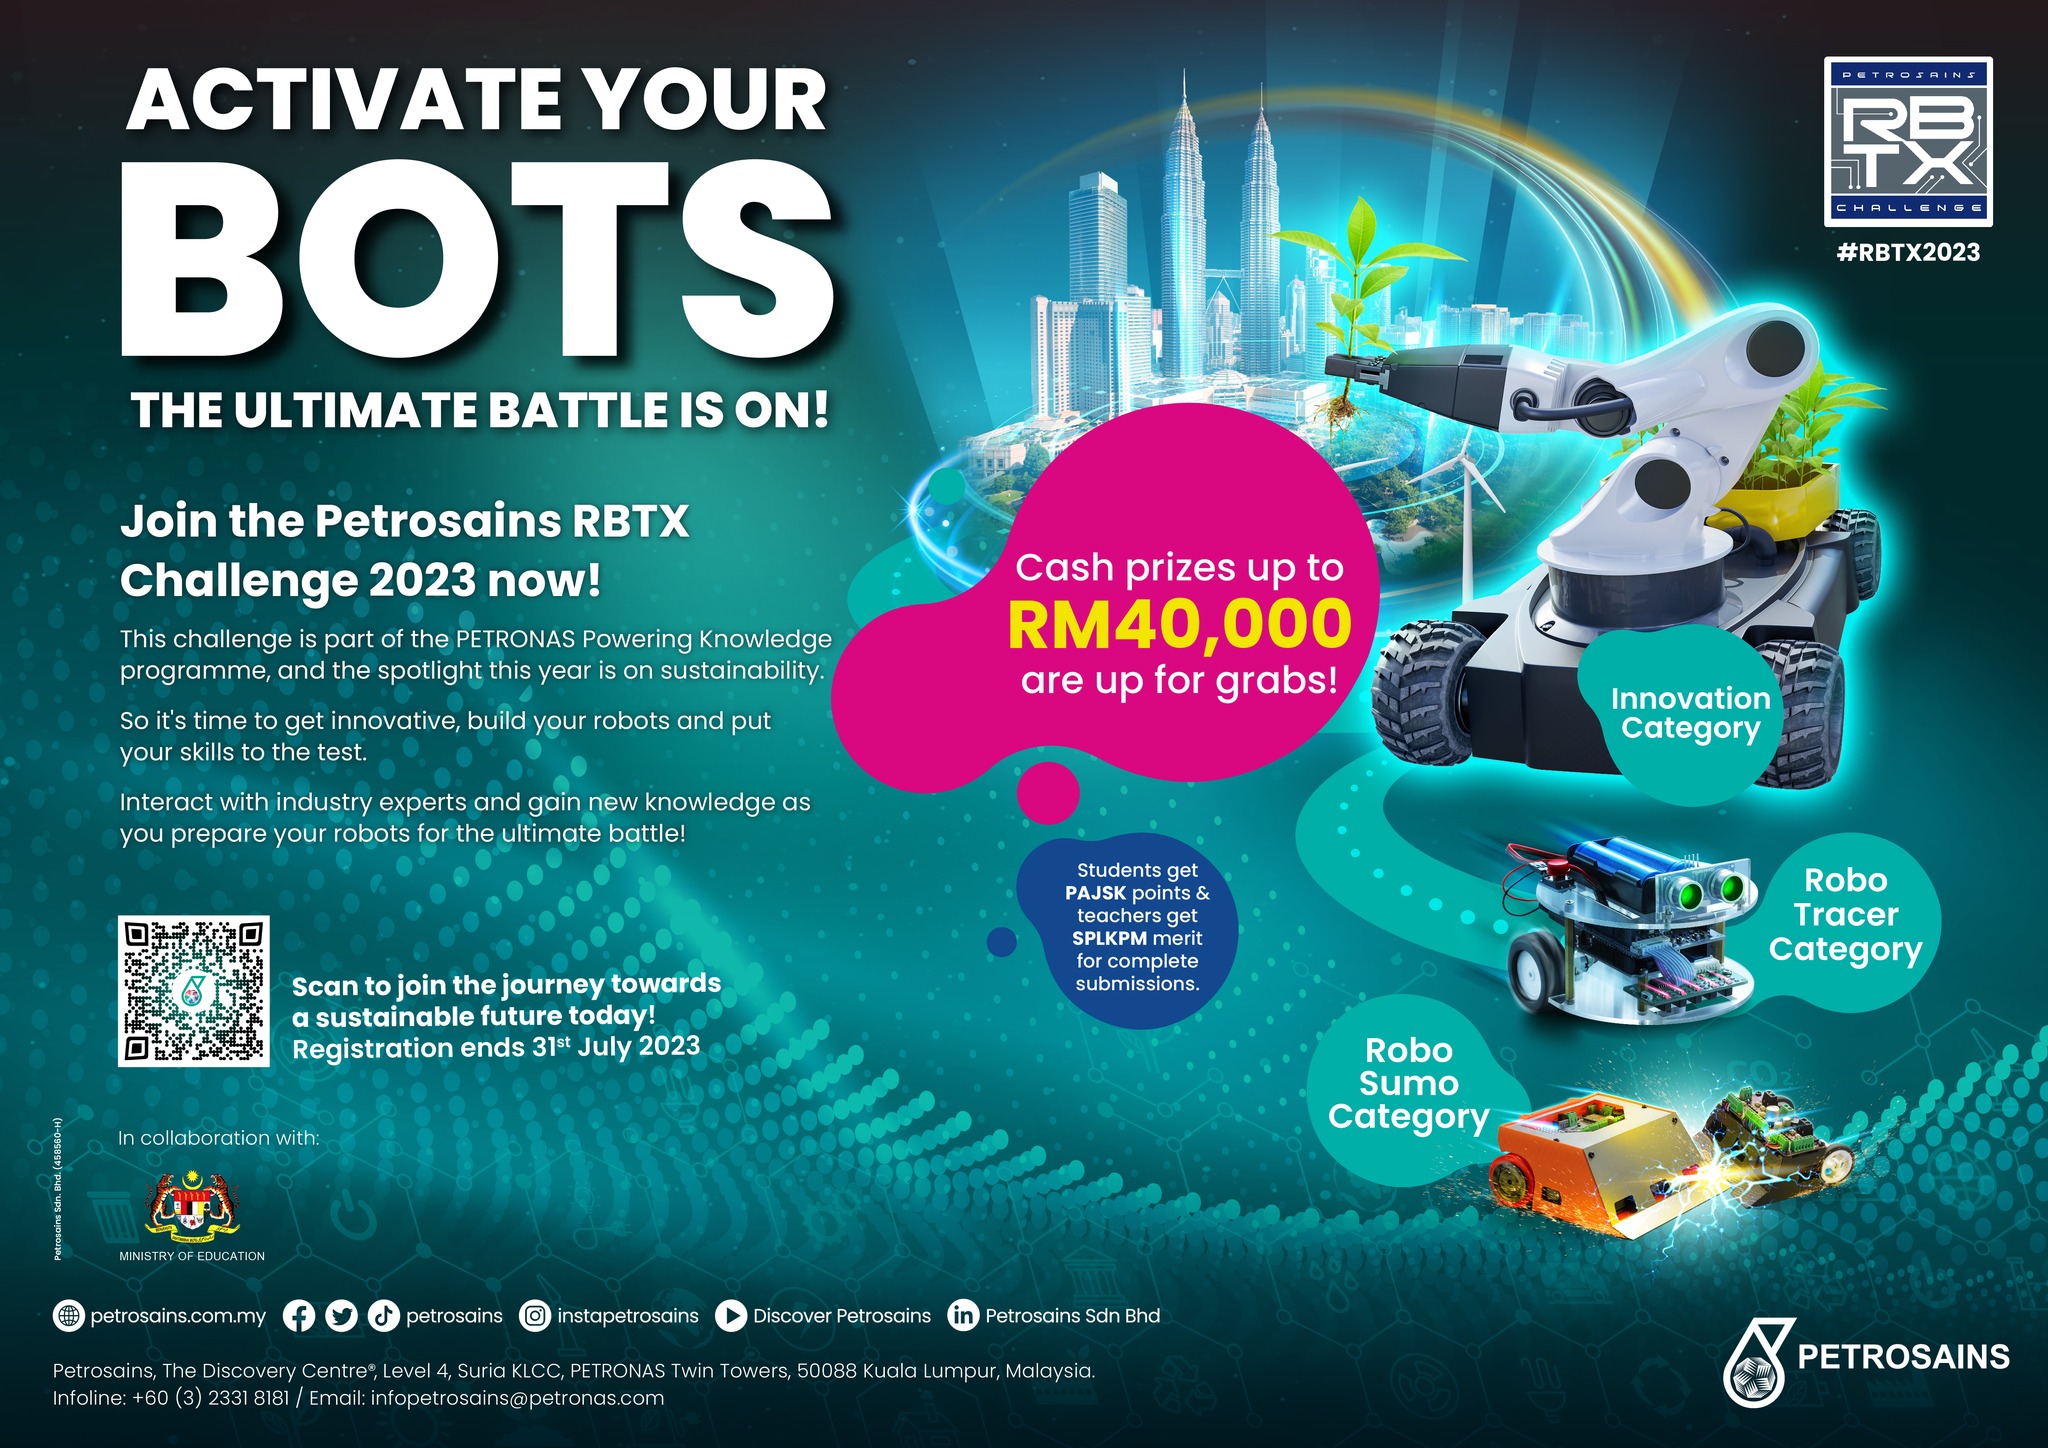 ACTIVATE YOUR
BOTS
THE ULTIMATE BATTLE IS ON!
Join the Petrosains RBTX
Challenge 2023 now!
This challenge is part of the PETRONAS Powering Knowledge
programme, and the spotlight this year is on sustainability.
So it's time to get innovative, build your robots and put
your skills to the test.
Interact with industry experts and gain new knowledge as
you prepare your robots for the ultimate battle!
Scan to join the journey towards
a sustainable future today!
Registration ends 31st July 2023
In collaboration with:
MINISTRY OF EDUCATION
Petrosains Sdn. Bhd. (458560-H)
PETROSAINS
RB
TX
CHALLENGE
#RBTX2023
Cash prizes up to
RM40,000
are up for grabs!
Students get
PAJSK points &
teachers get
SPLKPM merit
for complete
submissions.
Innovation
Category
Robo
Tracer
Category
Robo
Sumo
Category
CO2
petrosains.com.my petrosains instapetrosains Discover Petrosains in Petrosains Sdn Bhd
Petrosains, The Discovery Centre®, Level 4, Suria KLCC, PETRONAS Twin Towers, 50088 Kuala Lumpur, Malaysia.
Infoline: +60 (3) 2331 8181 / Email: infopetrosains@petronas.com
PETROSAINS